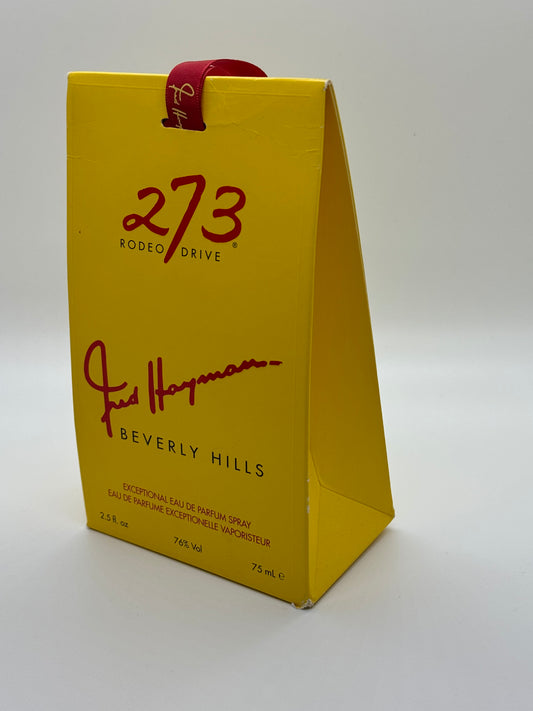 273
RODEO DRIVE ®
Fred Hayman
BEVERLY HILLS
EXCEPTIONAL EAU DE PARFUM SPRAY
EAU DE PARFUME EXCEPTIONELLE VAPORISTEUR
2.5 fl. oz
76% Vol
75 mL ℮